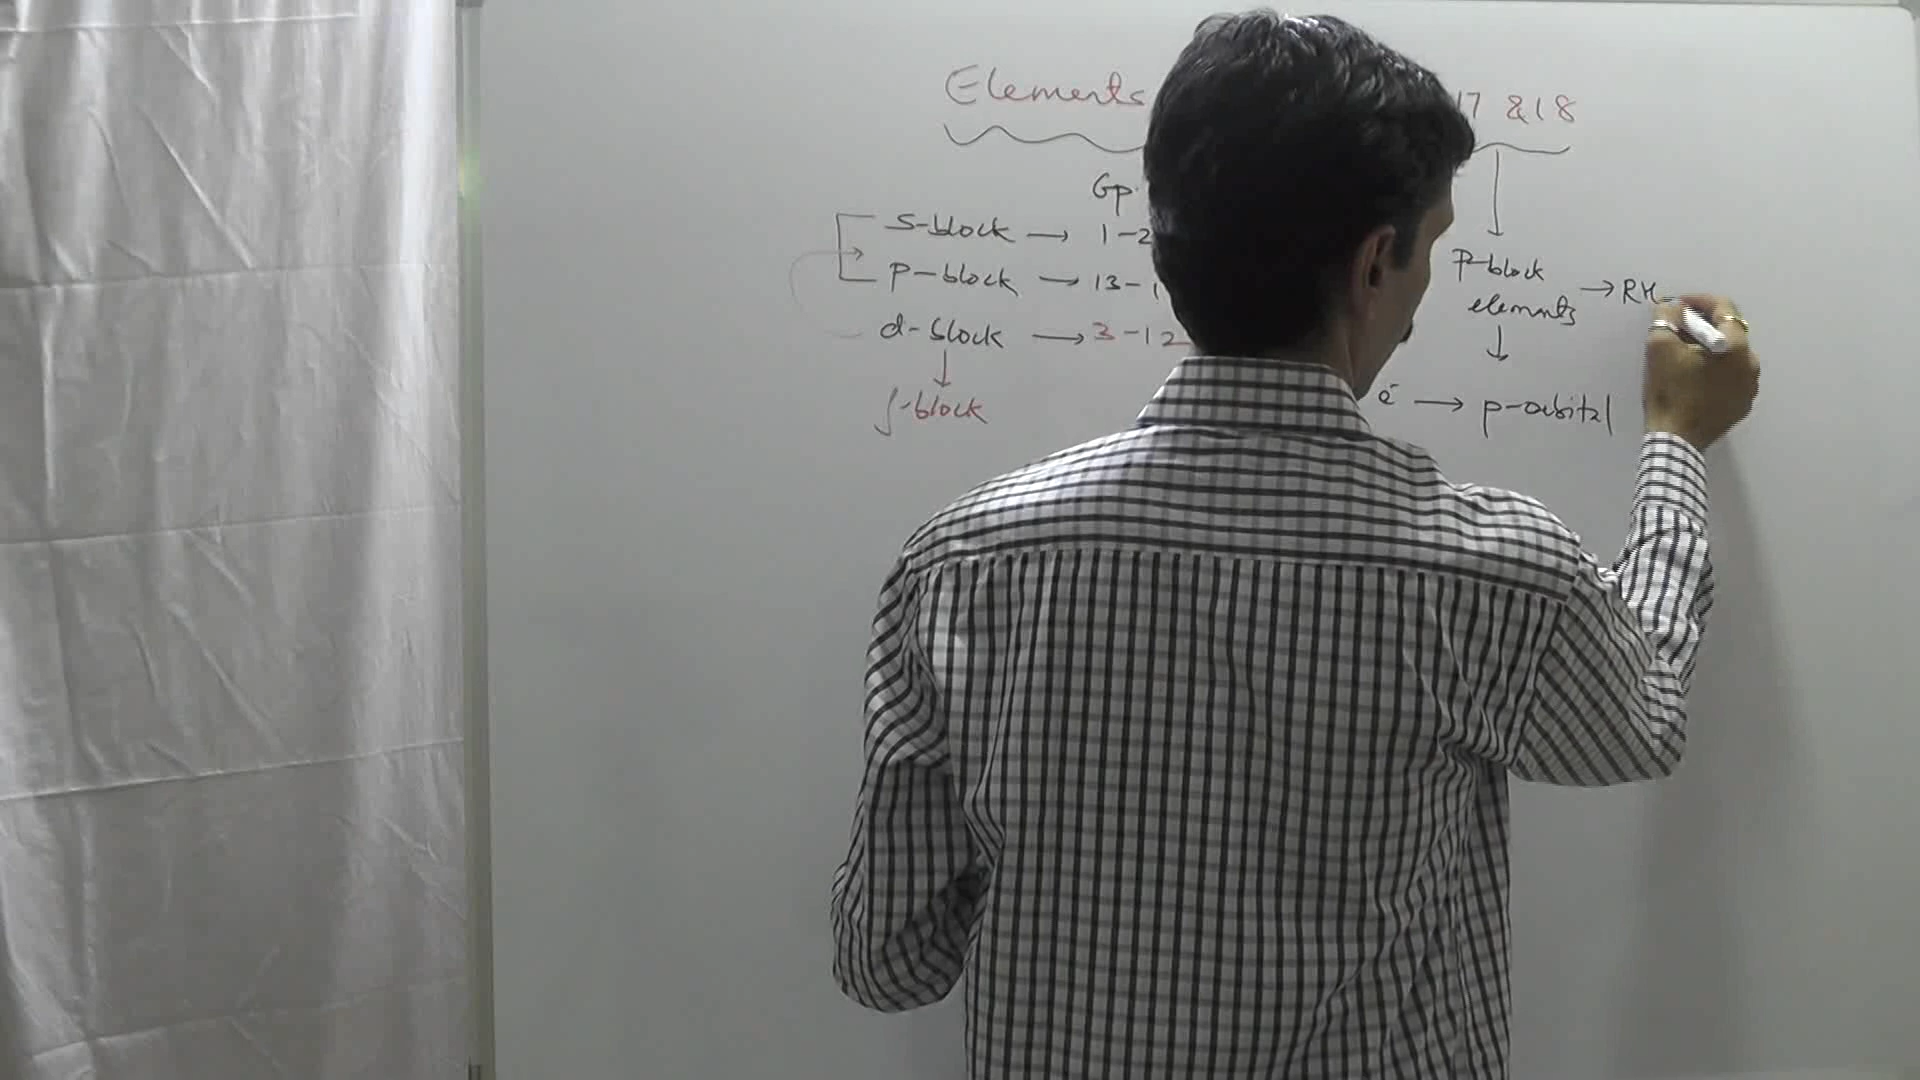 Elements 17 & 18
Gp.
s-block → 1-2
p-block → 13-1
d-block → 3-12
↓
f-block
↓
p-block
elements → RH
↓
e⁻ → p-orbital